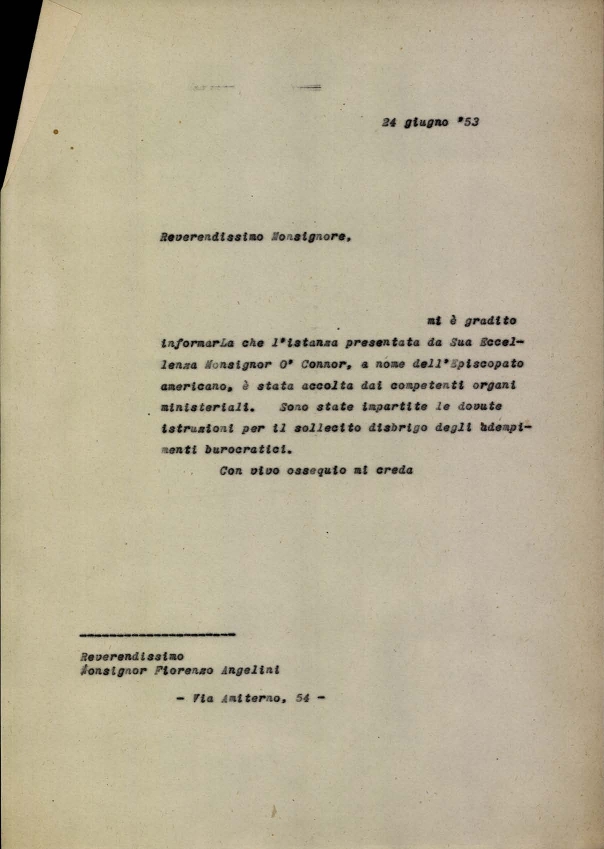 24 giugno '53
Reverendissimo Monsignore,
mi è gradito
informarLa che l'istanza presentata da Sua Eccel-
lenza Monsignor O' Connor, a nome dell'Episcopato
americano, è stata accolta dai competenti organi
ministeriali. Sono state impartite le dovute
istruzioni per il sollecito disbrigo degli adempi-
menti burocratici.
Con vivo ossequio mi creda
Reverendissimo
Monsignor Fiorenzo Angelini
- Via Amiterno, 54 -